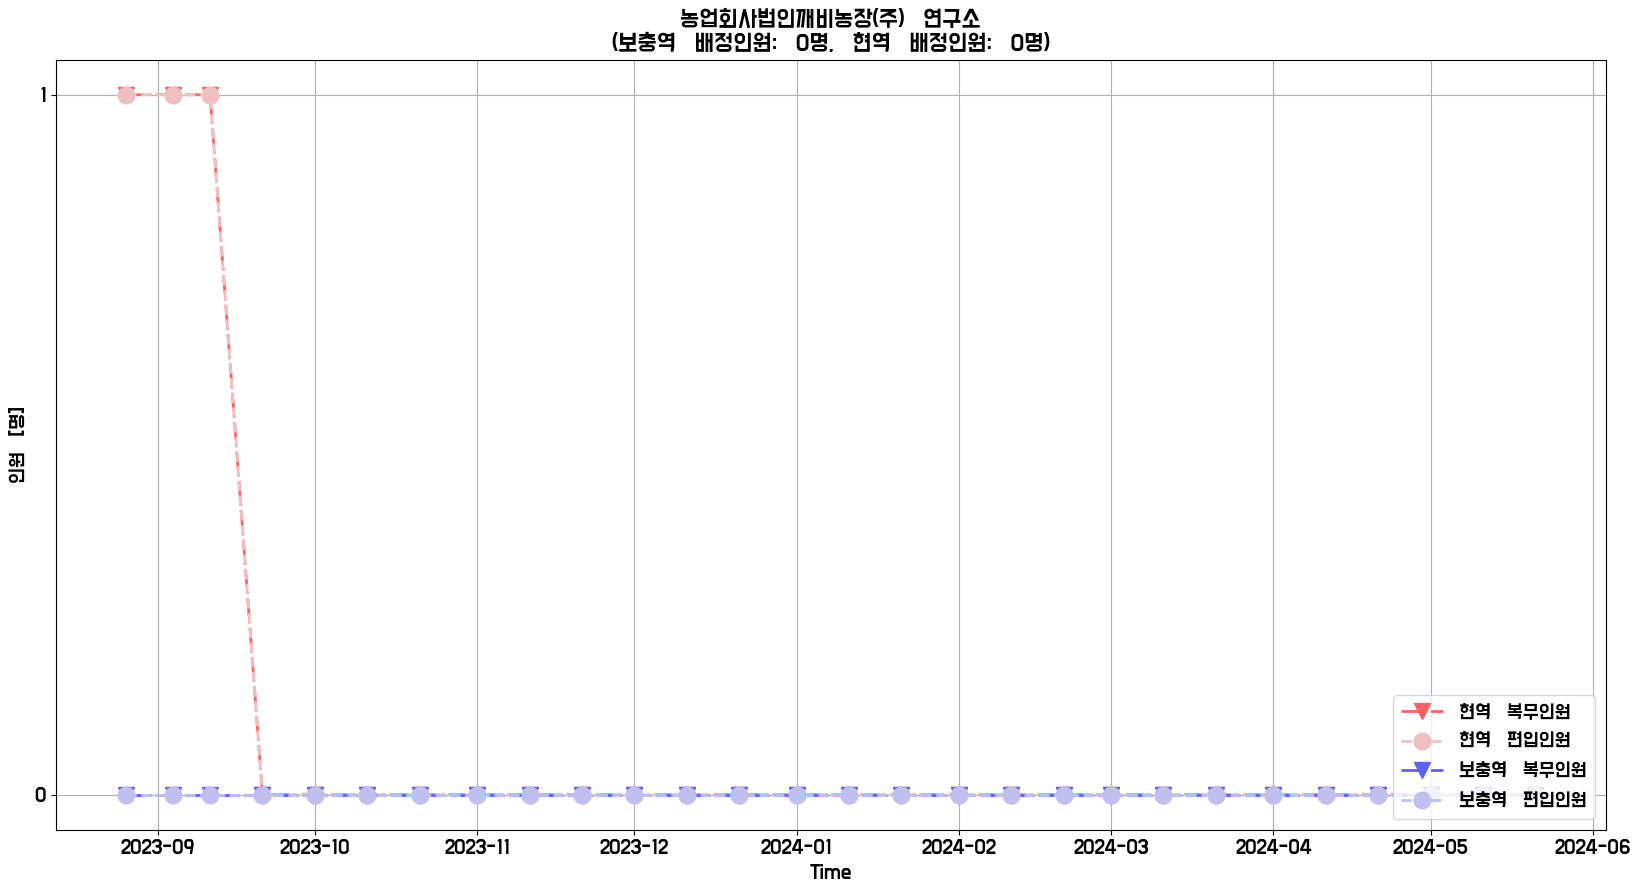 농업회사법인깨비농장(주) 연구소
(보충역 배정인원: 0명, 현역 배정인원: 0명)
1
인원 [명]
0
현역 복무인원
현역 편입인원
보충역 복무인원
보충역 편입인원
2023-09 2023-10 2023-11 2023-12 2024-01 2024-02 2024-03 2024-04 2024-05 2024-06
Time